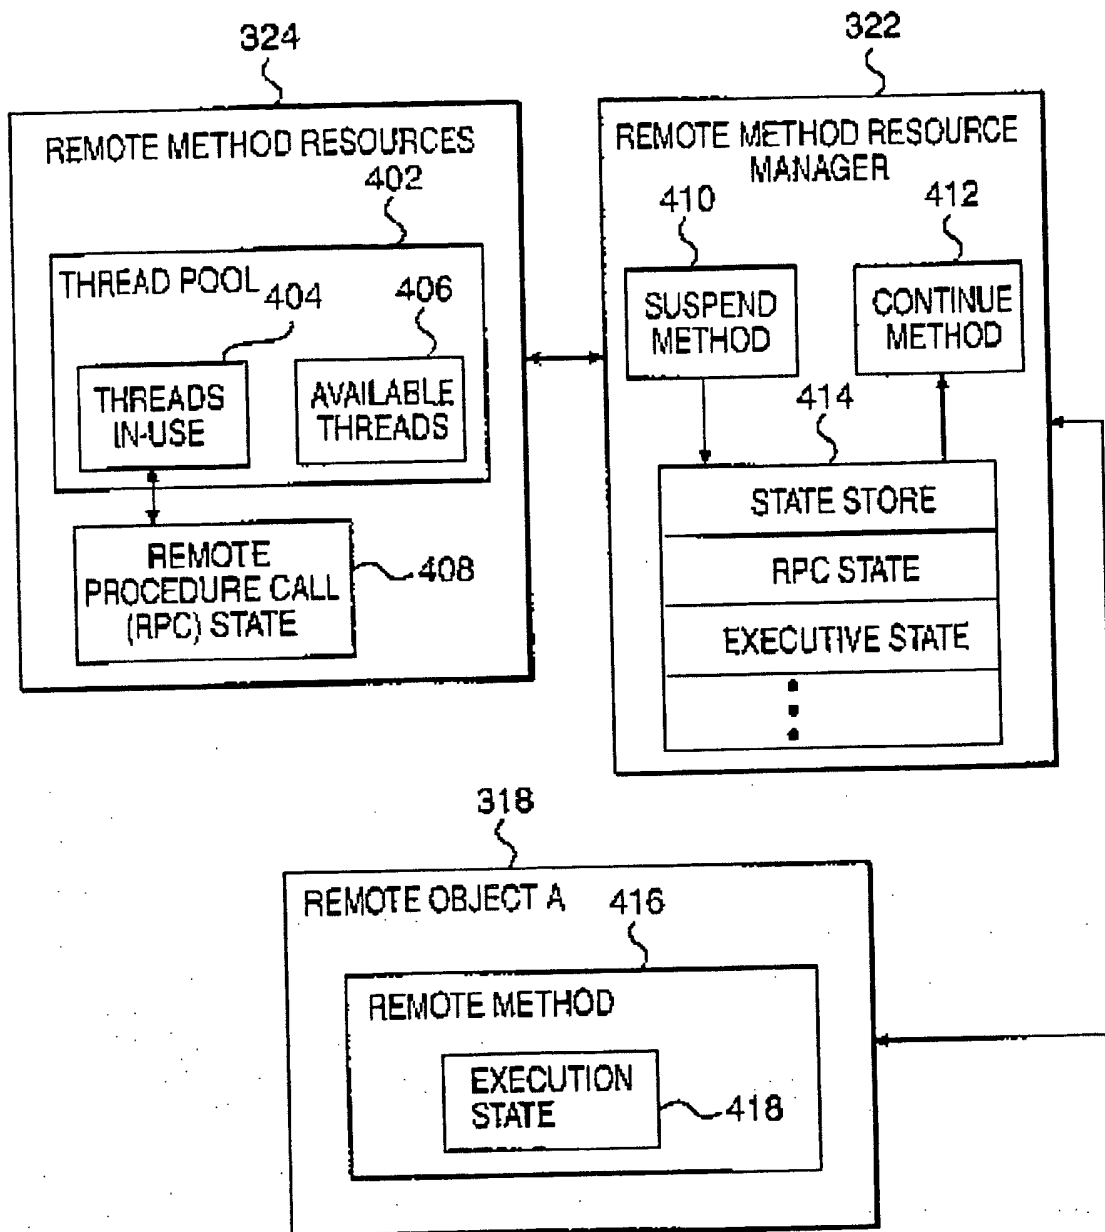 324
REMOTE METHOD RESOURCES
402
THREAD POOL
404
406
THREADS
IN-USE
AVAILABLE
THREADS
REMOTE
PROCEDURE CALL
(RPC) STATE
408
322
REMOTE METHOD RESOURCE
MANAGER
410
412
SUSPEND
METHOD
CONTINUE
METHOD
414
STATE STORE
RPC STATE
EXECUTIVE STATE
318
REMOTE OBJECT A
416
REMOTE METHOD
EXECUTION
STATE
418